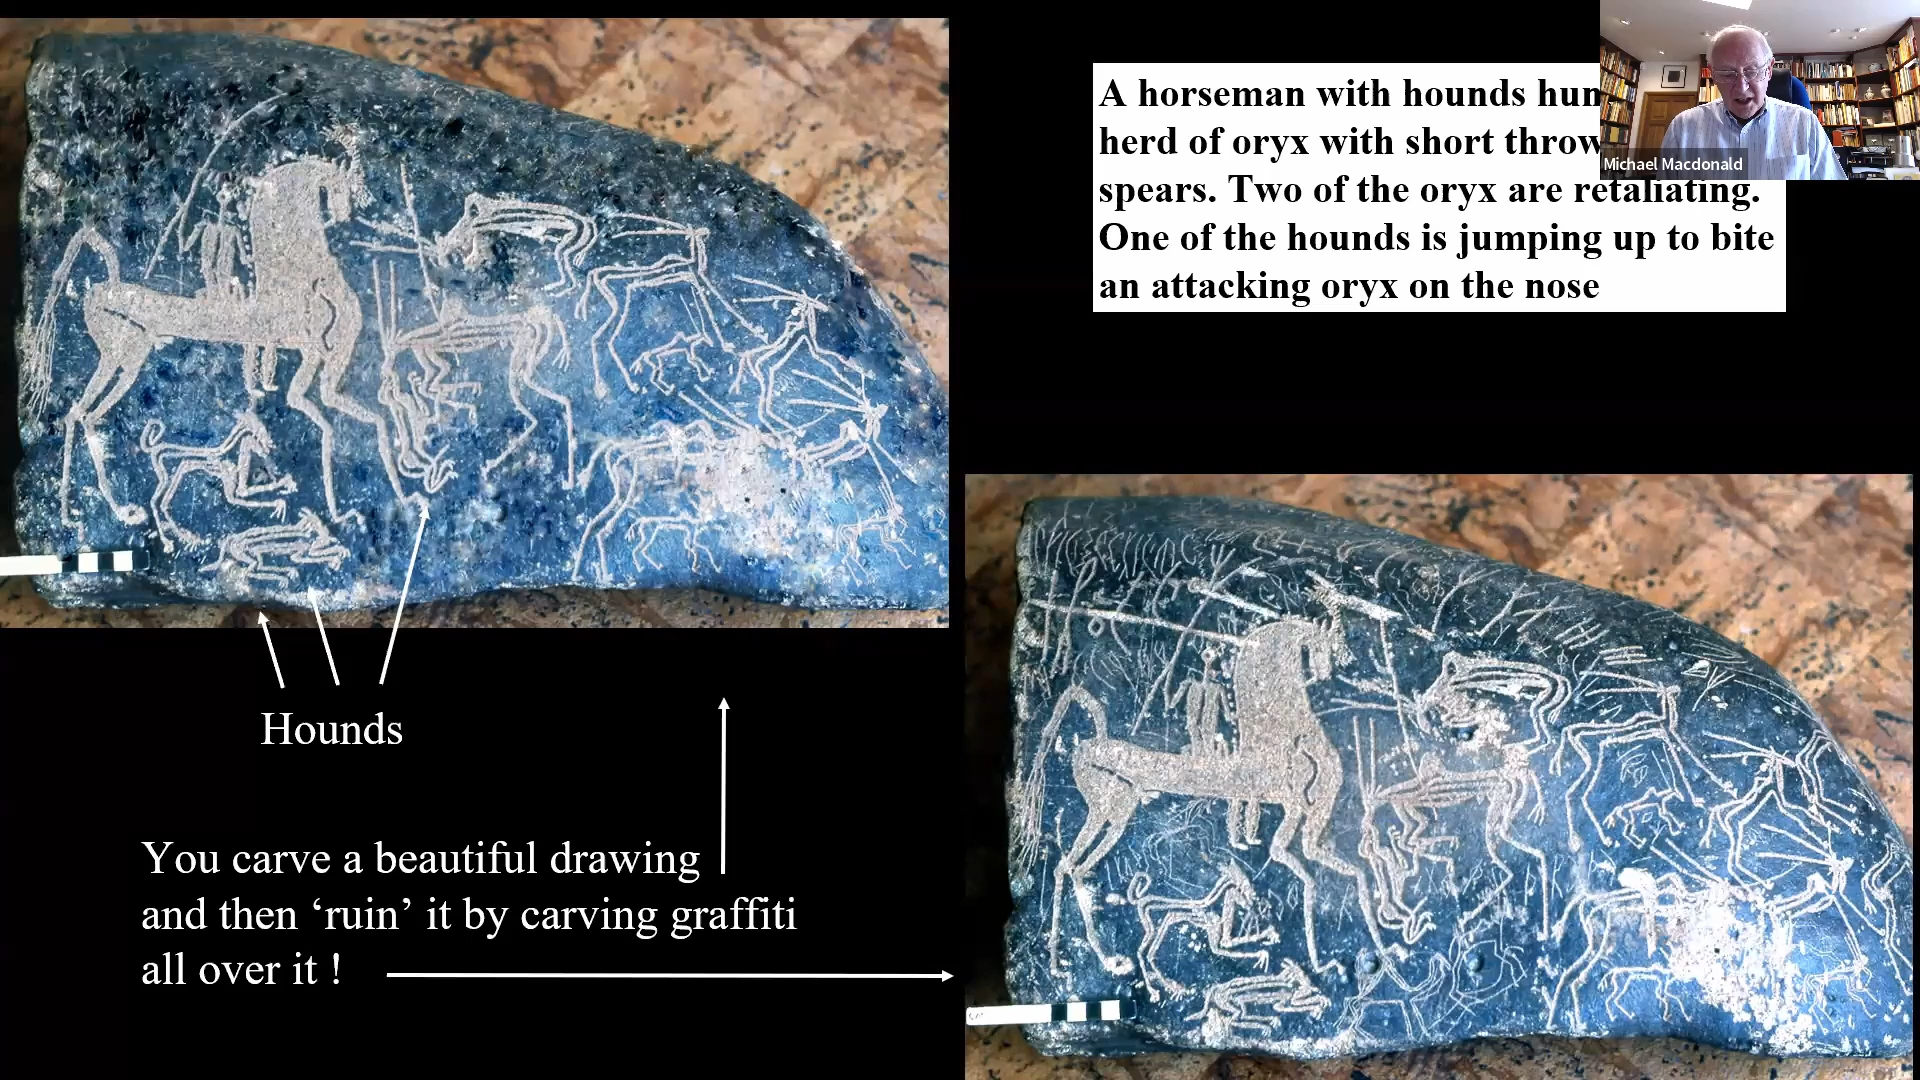 A horseman with hounds
herd of oryx with short
spears. Two of the oryx are retaliating.
One of the hounds is jumping up to bite
an attacking oryx on the nose
Michael Macdonald
Hounds
You carve a beautiful drawing
and then ‘ruin’ it by carving graffiti
all over it !